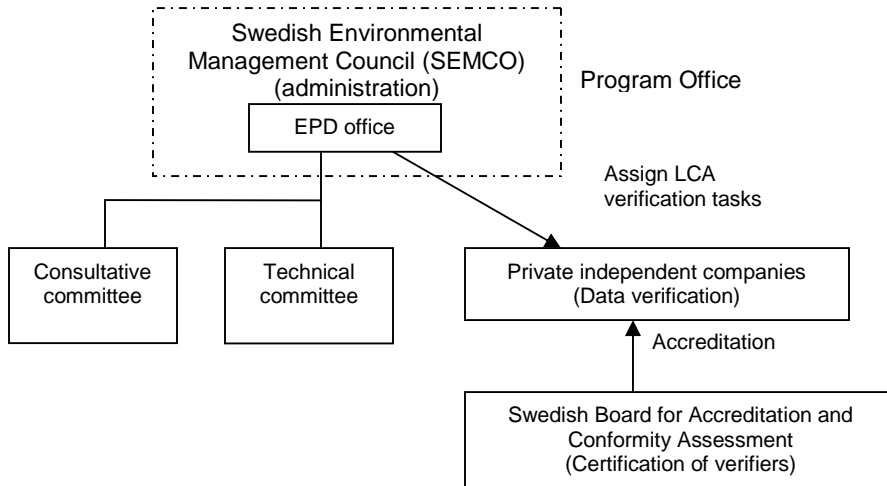 Swedish Environmental
Management Council (SEMCO)
(administration)
Program Office
EPD office
Assign LCA
verification tasks
Consultative
committee
Technical
committee
Private independent companies
(Data verification)
Accreditation
Swedish Board for Accreditation and
Conformity Assessment
(Certification of verifiers)